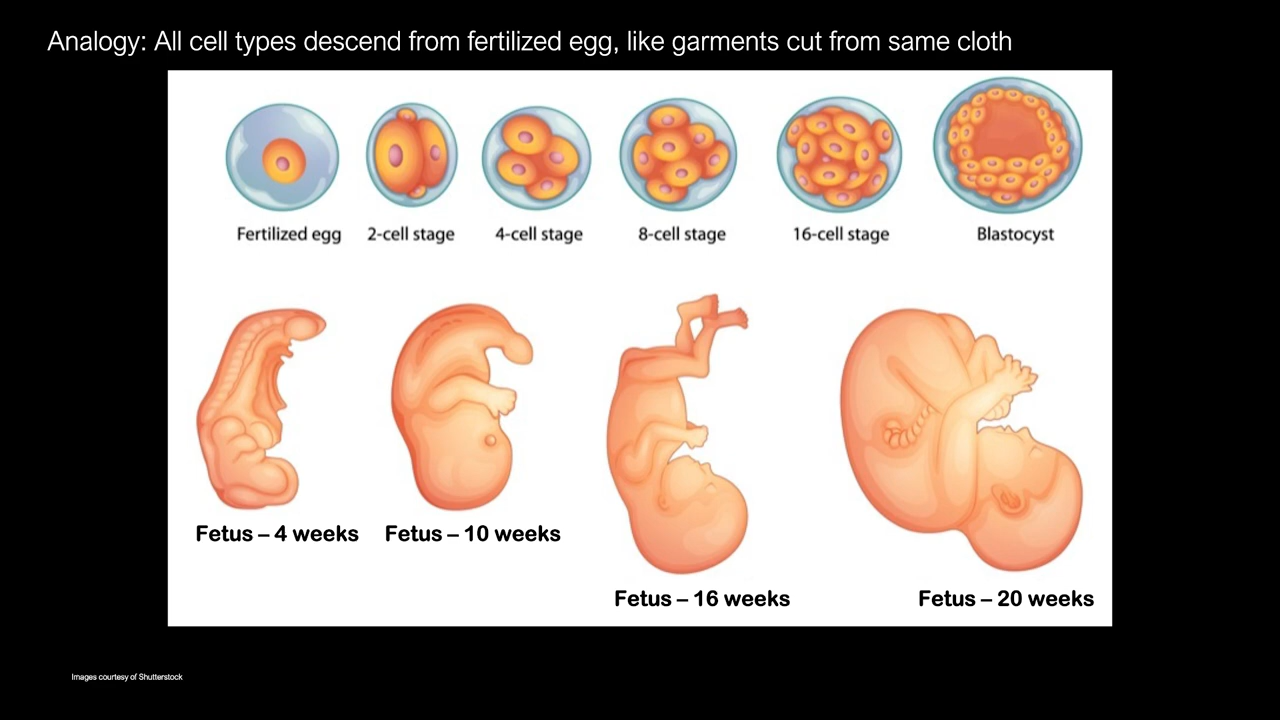 Analogy: All cell types descend from fertilized egg, like garments cut from same cloth
Fertilized egg
2-cell stage
4-cell stage
8-cell stage
16-cell stage
Blastocyst
Fetus – 4 weeks
Fetus – 10 weeks
Fetus – 16 weeks
Fetus – 20 weeks
Images courtesy of Shutterstock